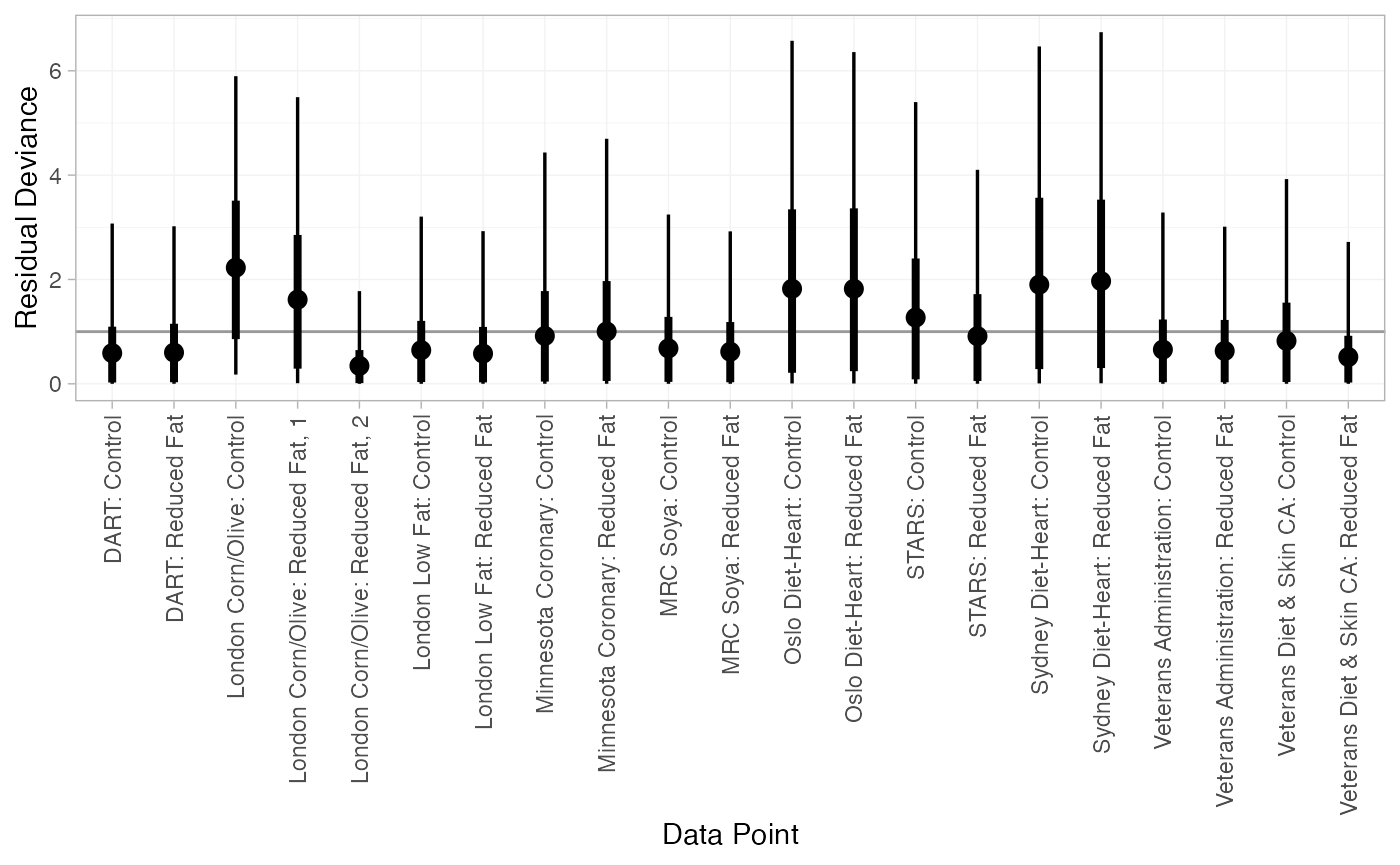 Residual Deviance
6
4
2
0
DART: Control
DART: Reduced Fat
London Corn/Olive: Control
London Corn/Olive: Reduced Fat, 1
London Corn/Olive: Reduced Fat, 2
London Low Fat: Control
London Low Fat: Reduced Fat
Minnesota Coronary: Control
Minnesota Coronary: Reduced Fat
MRC Soya: Control
MRC Soya: Reduced Fat
Oslo Diet-Heart: Control
Oslo Diet-Heart: Reduced Fat
STARS: Control
STARS: Reduced Fat
Sydney Diet-Heart: Control
Sydney Diet-Heart: Reduced Fat
Veterans Administration: Control
Veterans Administration: Reduced Fat
Veterans Diet & Skin CA: Control
Veterans Diet & Skin CA: Reduced Fat
Data Point